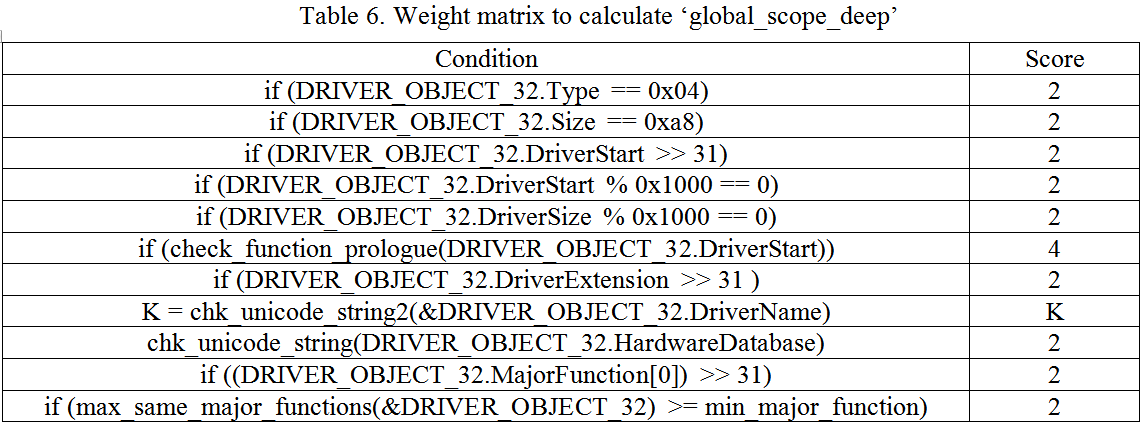 Table 6. Weight matrix to calculate ‘global_scope_deep’
Condition Score
if (DRIVER_OBJECT_32.Type == 0x04) 2
if (DRIVER_OBJECT_32.Size == 0xa8) 2
if (DRIVER_OBJECT_32.DriverStart >> 31) 2
if (DRIVER_OBJECT_32.DriverStart % 0x1000 == 0) 2
if (DRIVER_OBJECT_32.DriverSize % 0x1000 == 0) 2
if (check_function_prologue(DRIVER_OBJECT_32.DriverStart)) 4
if (DRIVER_OBJECT_32.DriverExtension >> 31 ) 2
K = chk_unicode_string2(&DRIVER_OBJECT_32.DriverName) K
chk_unicode_string(DRIVER_OBJECT_32.HardwareDatabase) 2
if ((DRIVER_OBJECT_32.MajorFunction[0]) >> 31) 2
if (max_same_major_functions(&DRIVER_OBJECT_32) >= min_major_function) 2